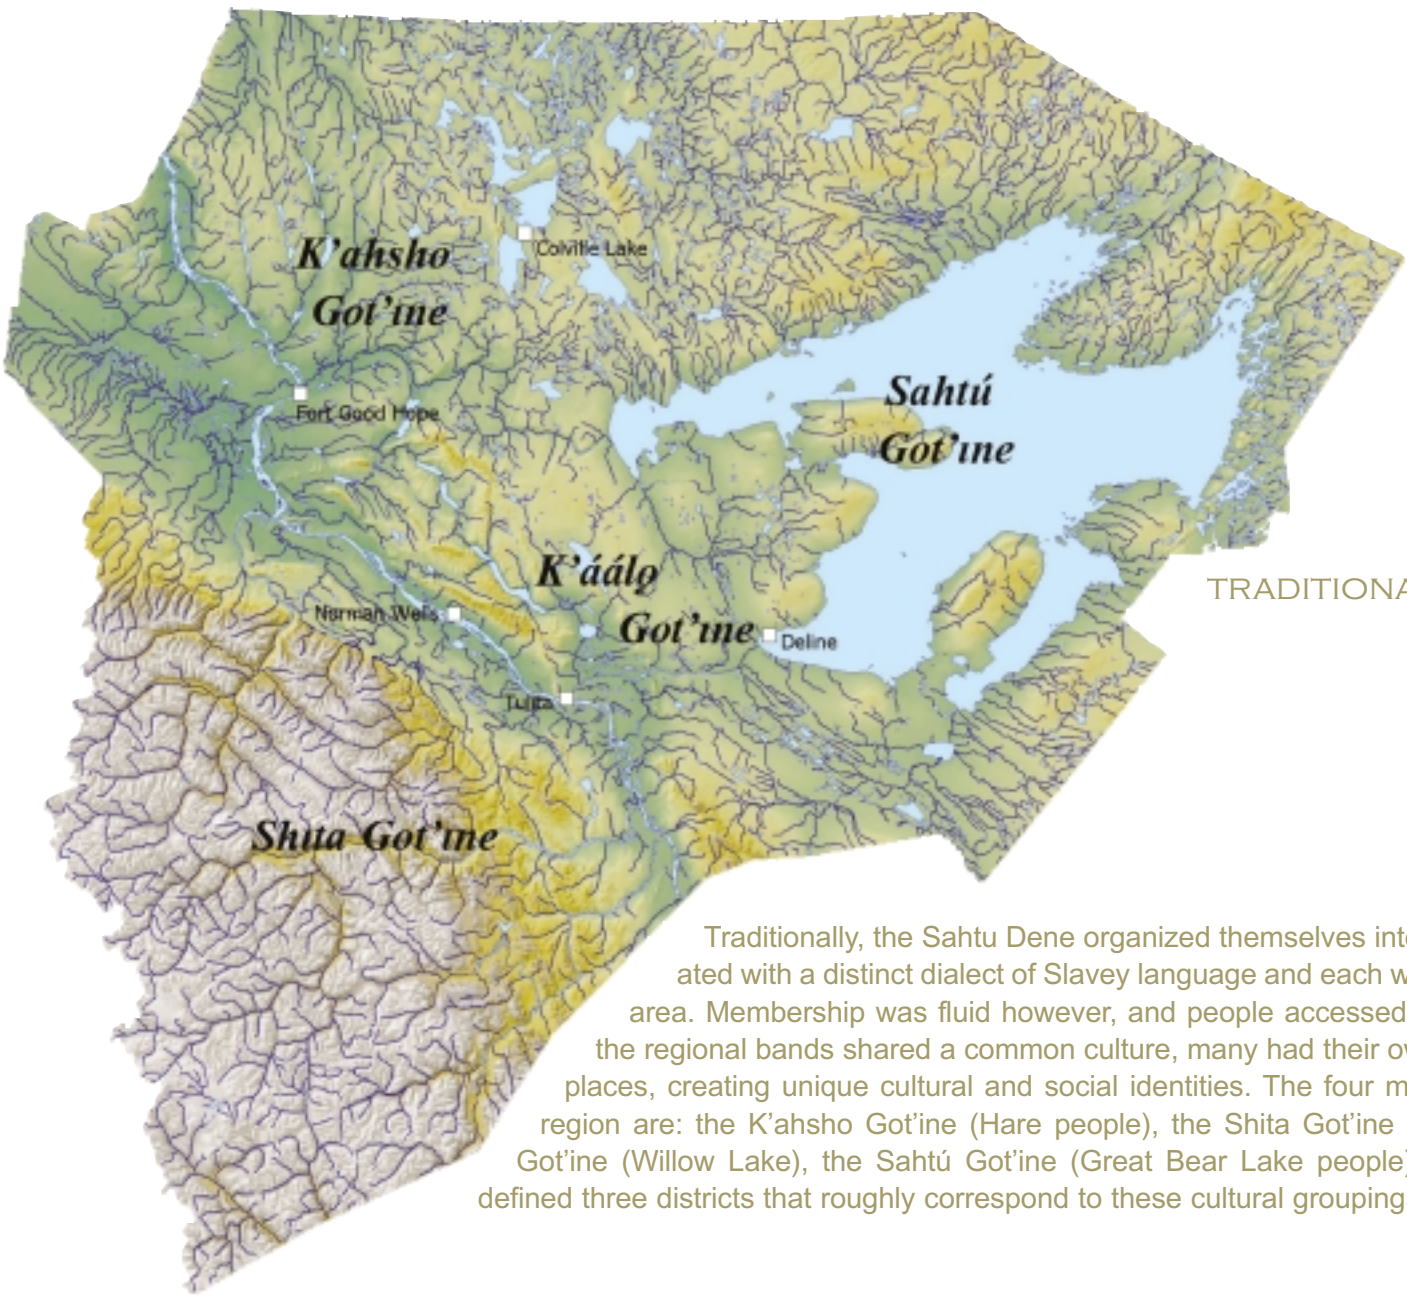 K’ahsho
Got’ıne
Colville Lake
Fort Good Hope
Sahtú
Got’ıne
K’áálǫ
Got’ıne
Norman Wells
Deline
Tulita
Shıta Got’ıne
TRADITIONA
Traditionally, the Sahtu Dene organized themselves int
ated with a distinct dialect of Slavey language and each w
area. Membership was fluid however, and people accessed
the regional bands shared a common culture, many had their ow
places, creating unique cultural and social identities. The four m
region are: the K’ahsho Got’ine (Hare people), the Shita Got’ine
Got’ine (Willow Lake), the Sahtú Got’ine (Great Bear Lake people)
defined three districts that roughly correspond to these cultural grouping